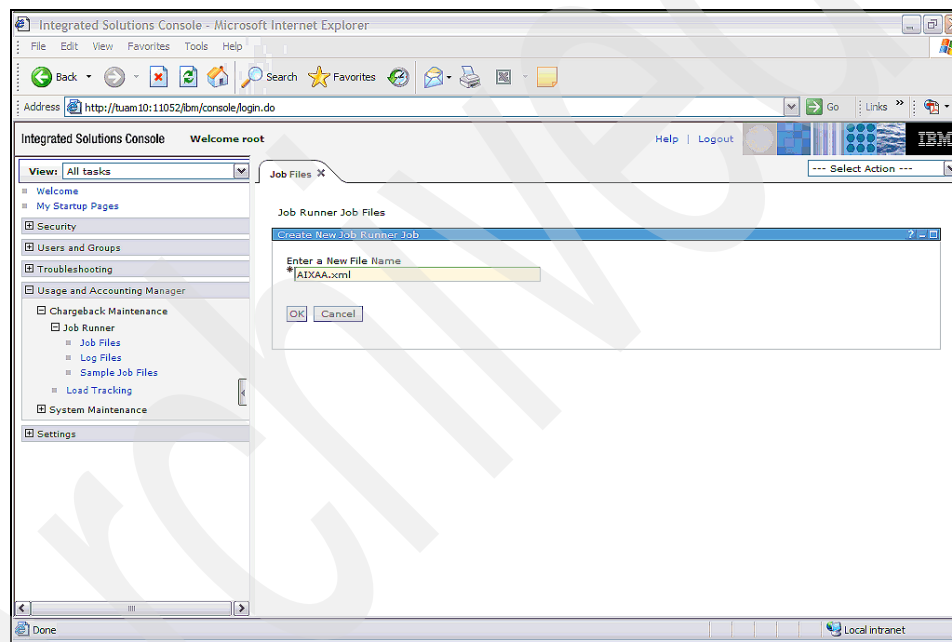 Integrated Solutions Console - Microsoft Internet Explorer
File Edit View Favorites Tools Help
Back Search Favorites
Address http://tuam10:11052/ibm/console/login.do Go Links »
Integrated Solutions Console Welcome root Help | Logout IBM
View: All tasks
Welcome
My Startup Pages
Security
Users and Groups
Troubleshooting
Usage and Accounting Manager
Chargeback Maintenance
Job Runner
Job Files
Log Files
Sample Job Files
Load Tracking
System Maintenance
Settings
Job Files X
--- Select Action ---
Job Runner Job Files
Create New Job Runner Job ?
Enter a New File Name
*AIXAA.xml
OK Cancel
Done Local intranet
Archived